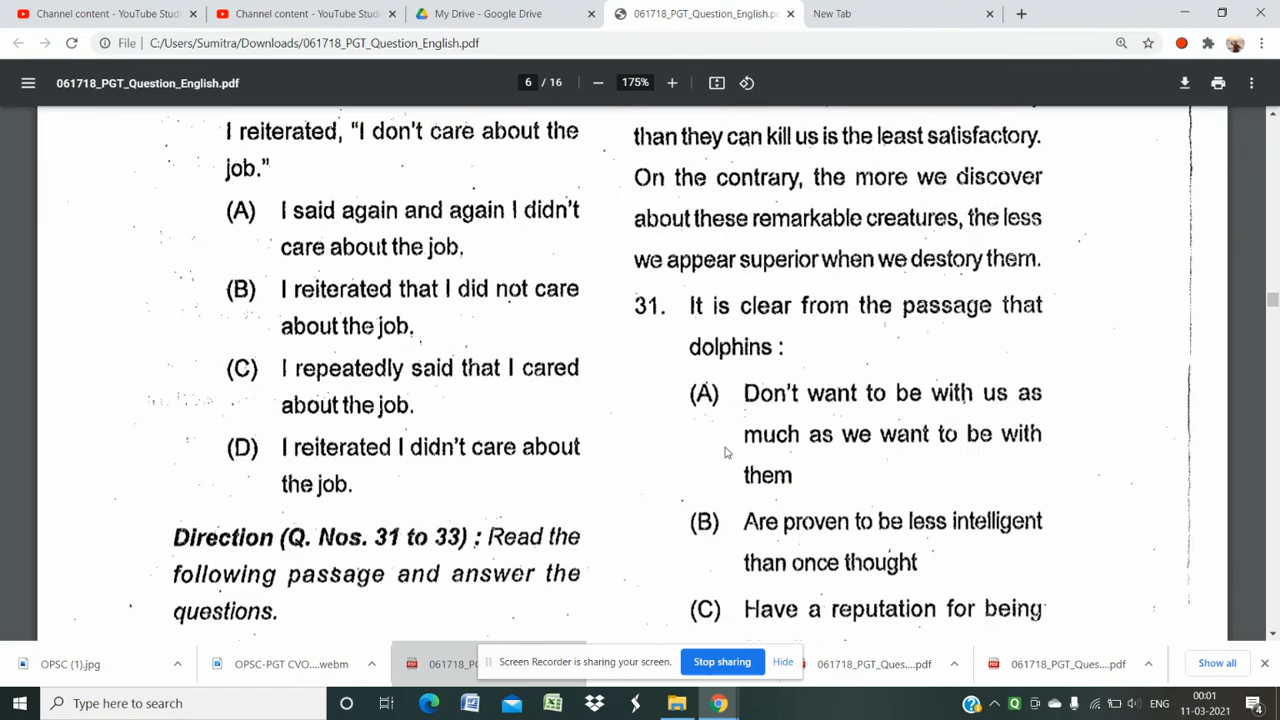 Channel content - YouTube Studi
Channel content - YouTube Studi
My Drive - Google Drive
061718_PGT_Question_English.pd
New Tab
File
C:/Users/Sumitra/Downloads/061718_PGT_Question_English.pdf
061718_PGT_Question_English.pdf
6 / 16
175%
I reiterated, “I don't care about the
job.”
(A) I said again and again I didn't
care about the job.
(B) I reiterated that I did not care
about the job.
(C) I repeatedly said that I cared
about the job.
(D) I reiterated I didn't care about
the job.
Direction (Q. Nos. 31 to 33) : Read the
following passage and answer the
questions.
than they can kill us is the least satisfactory.
On the contrary, the more we discover
about these remarkable creatures, the less
we appear superior when we destory them.
31. It is clear from the passage that
dolphins :
(A) Don't want to be with us as
much as we want to be with
them
(B) Are proven to be less intelligent
than once thought
(C) Have a reputation for being
OPSC (1).jpg
OPSC-PGT CVO....webm
061718_PG
Screen Recorder is sharing your screen.
Stop sharing
Hide
061718_PGT_Ques....pdf
061718_PGT_Ques....pdf
Show all
Type here to search
ENG
00:01
11-03-2021
4